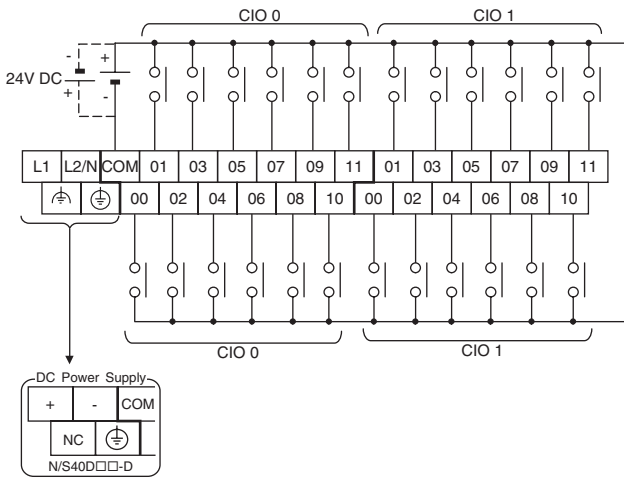 CIO 0 CIO 1
- +
24V DC
+ -
L1 L2/N COM 01 03 05 07 09 11 01 03 05 07 09 11
00 02 04 06 08 10 00 02 04 06 08 10
CIO 0 CIO 1
DC Power Supply
+ - COM
NC
N/S40D□□-D